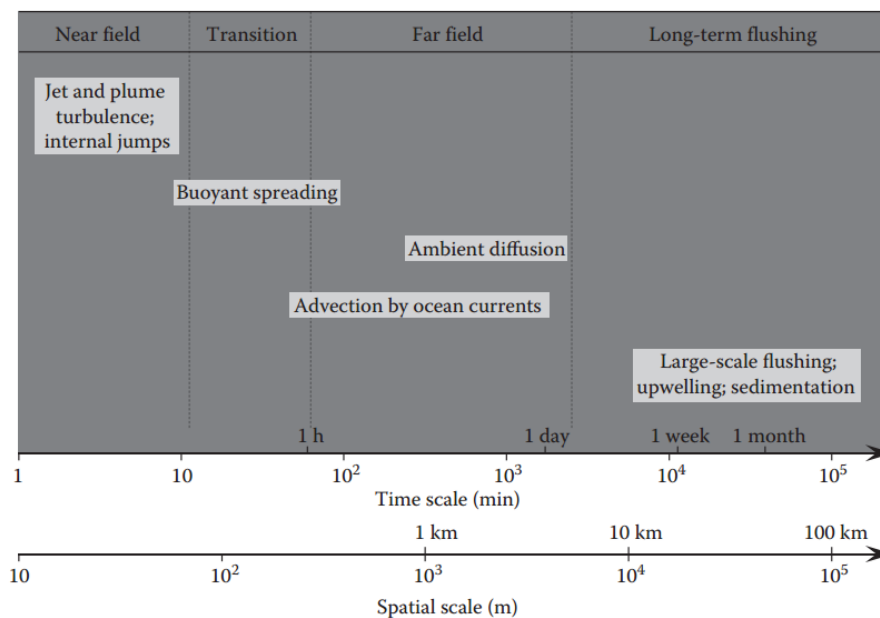 Near field Transition Far field Long-term flushing
Jet and plume
turbulence;
internal jumps
Buoyant spreading
Ambient diffusion
Advection by ocean currents
Large-scale flushing;
upwelling; sedimentation
1 h 1 day 1 week 1 month
1 10 10² 10³ 10⁴ 10⁵
Time scale (min)
1 km 10 km 100 km
10 10² 10³ 10⁴ 10⁵
Spatial scale (m)